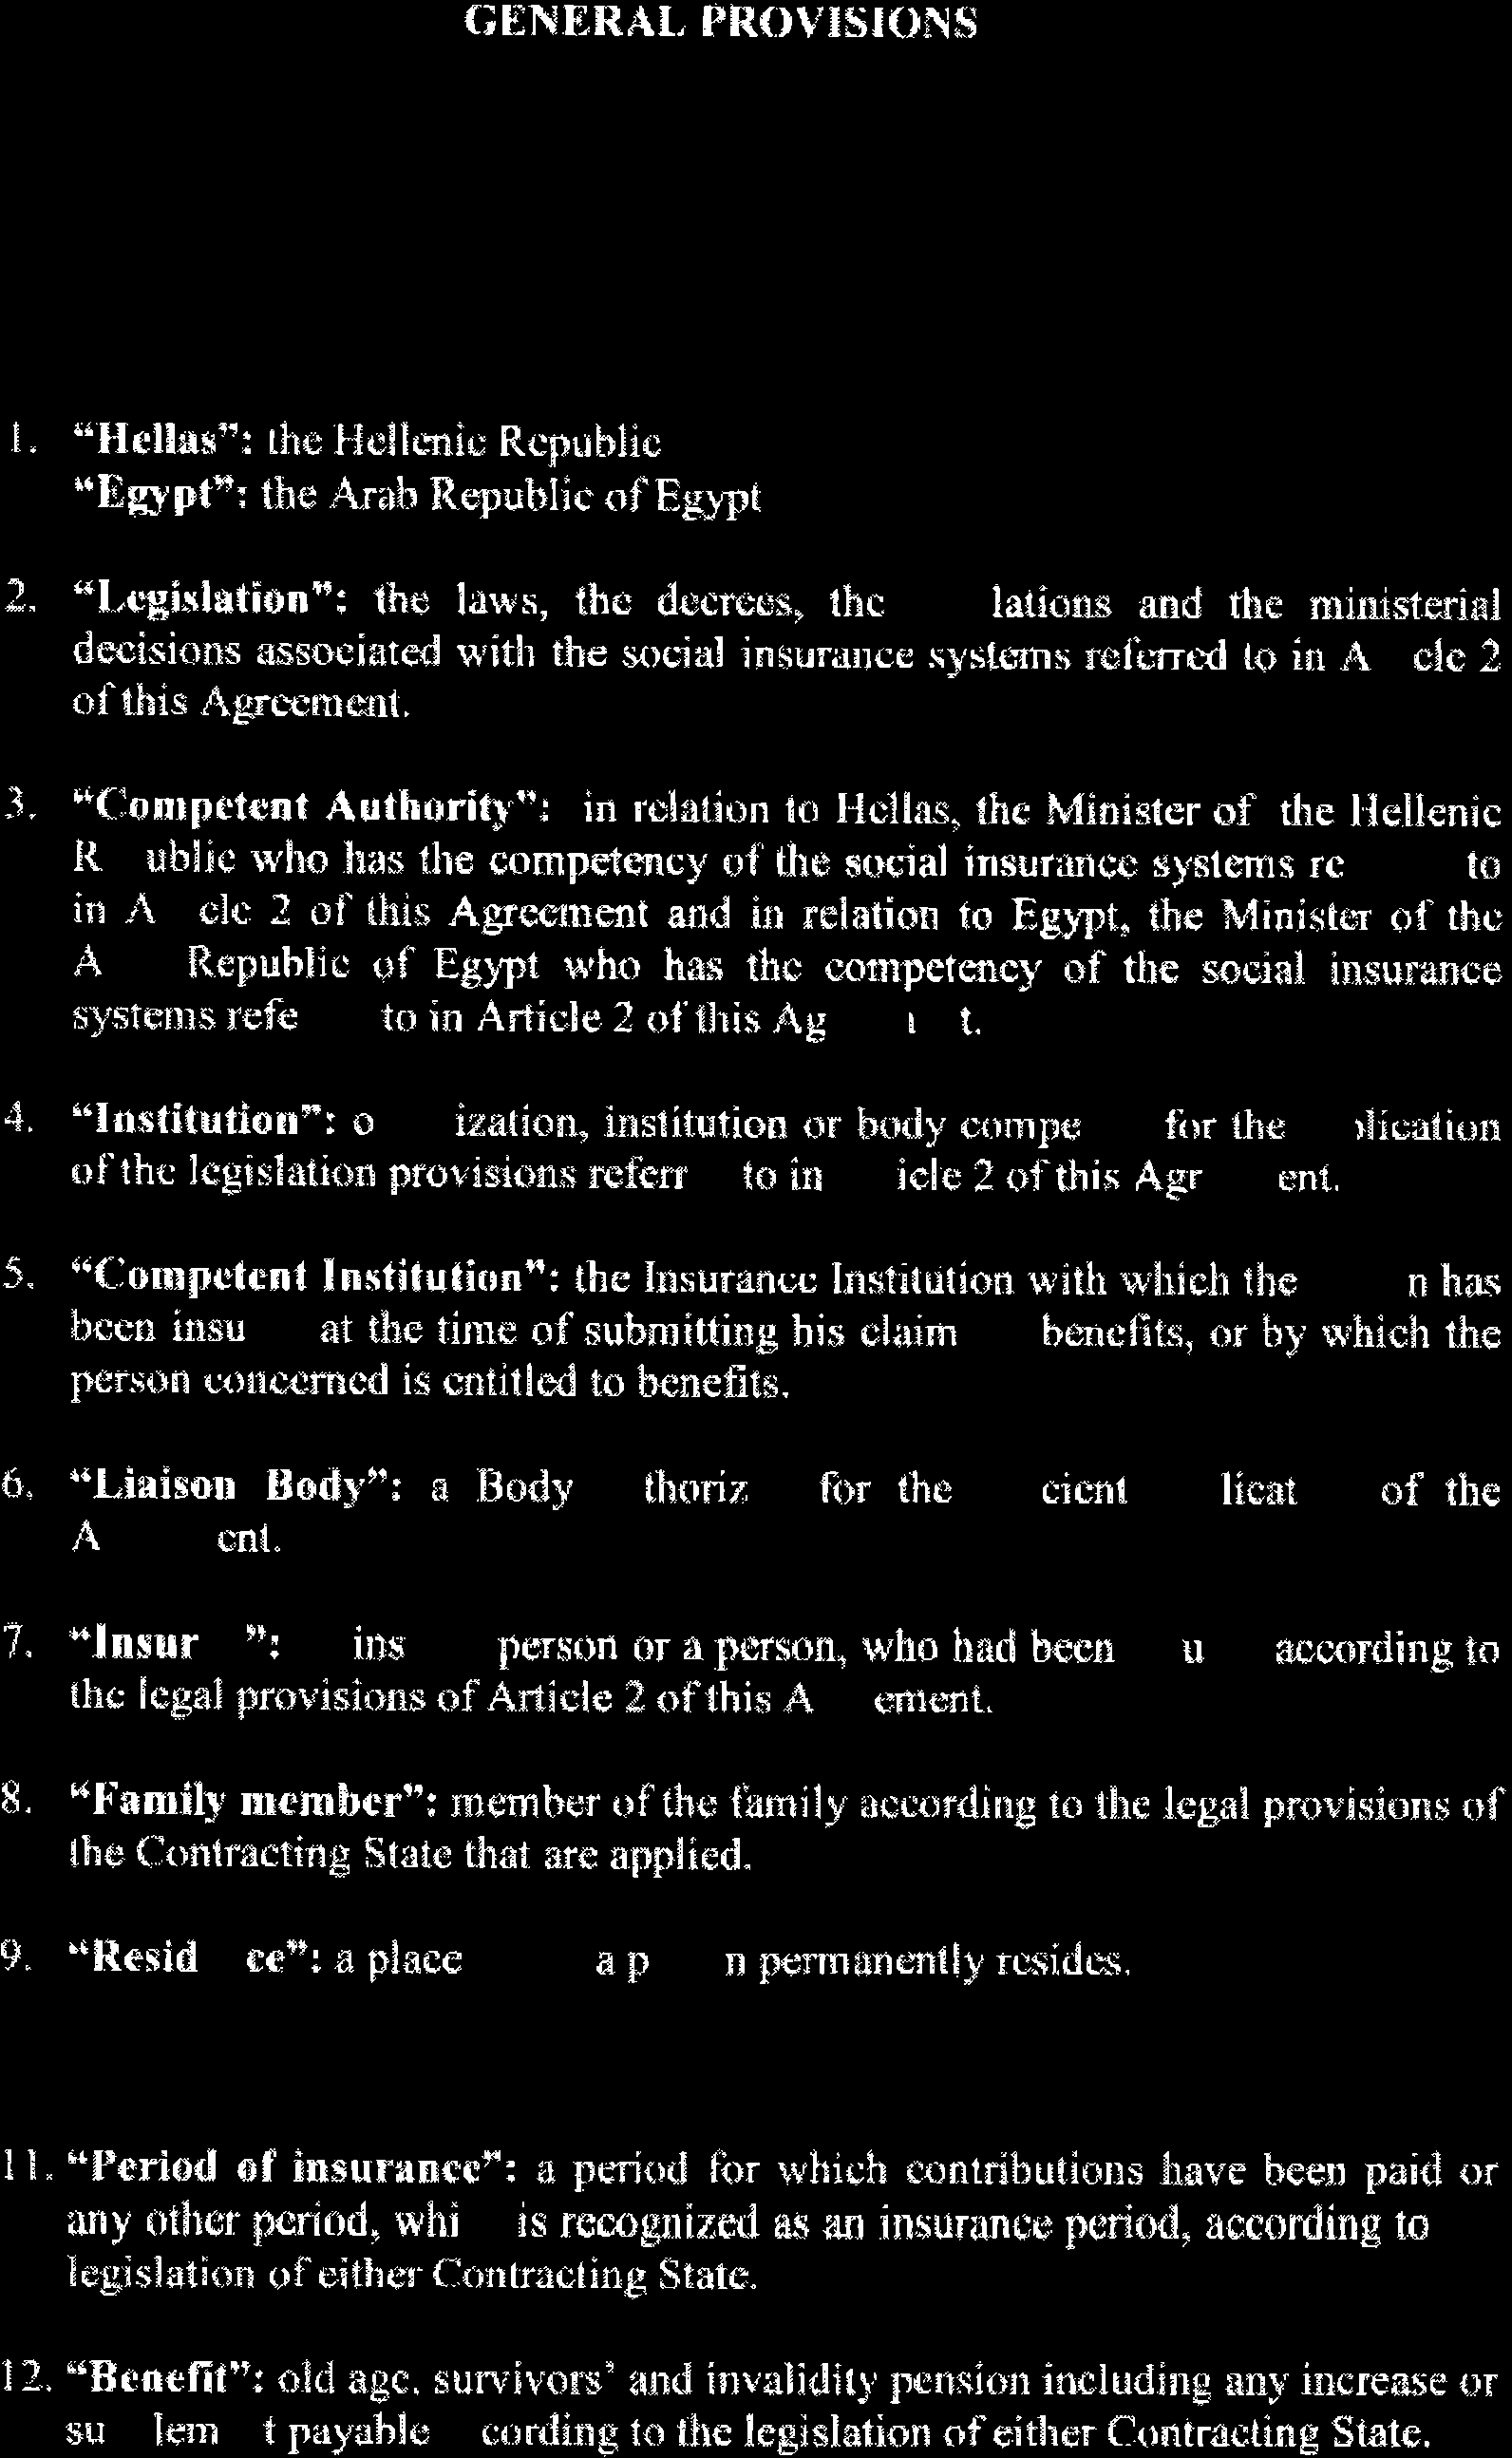 GENERAL PROVISIONS
1. “Hellas”: the Hellenic Republic
“Egypt”: the Arab Republic of Egypt
2. “Legislation”: the laws, the decrees, the lations and the ministerial
decisions associated with the social insurance systems referred to in A cle 2
of this Agreement.
3. “Competent Authority”: in relation to Hellas, the Minister of the Hellenic
R ublic who has the competency of the social insurance systems re to
in A cle 2 of this Agreement and in relation to Egypt, the Minister of the
A Republic of Egypt who has the competency of the social insurance
systems refe to in Article 2 of this Ag t.
4. “Institution”: o ization, institution or body compe for the lication
of the legislation provisions referr to in icle 2 of this Agr ent.
5. “Competent Institution”: the Insurance Institution with which the n has
been insu at the time of submitting his claim benefits, or by which the
person concerned is entitled to benefits.
6. “Liaison Body”: a Body thoriz for the cient licat of the
A ent.
7. “Insur ”: ins person or a person, who had been u according to
the legal provisions of Article 2 of this A ement.
8. “Family member”: member of the family according to the legal provisions of
the Contracting State that are applied.
9. “Resid ce”: a place a p n permanently resides.
11. “Period of insurance”: a period for which contributions have been paid or
any other period, whi is recognized as an insurance period, according to
legislation of either Contracting State.
12. “Benefit”: old age, survivors’ and invalidity pension including any increase or
su lem t payable cording to the legislation of either Contracting State.